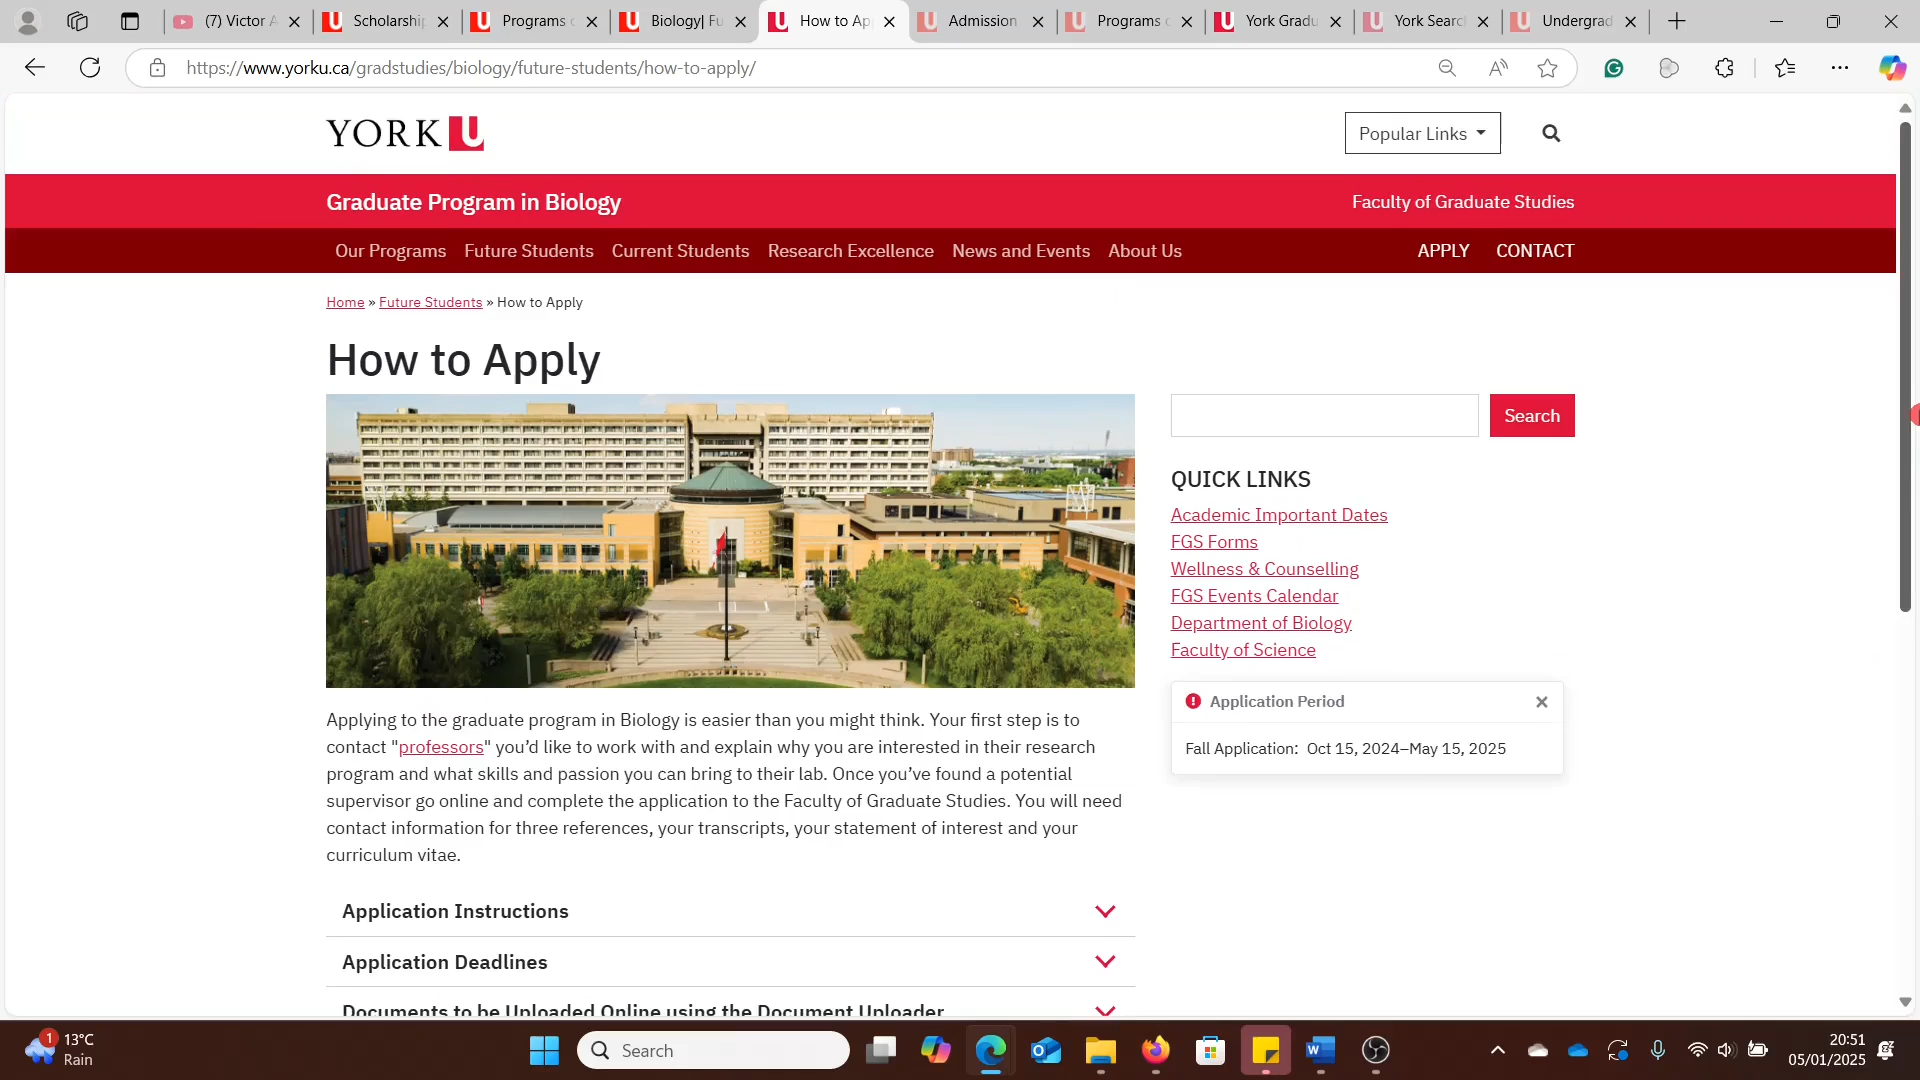 (7) Victor A
Scholarship
Programs o
Biology| Fu
How to App
Admission
Programs o
York Gradu
York Searc
Undergrad
https://www.yorku.ca/gradstudies/biology/future-students/how-to-apply/
YORK U
Popular Links
Graduate Program in Biology
Faculty of Graduate Studies
Our Programs Future Students Current Students Research Excellence News and Events About Us APPLY CONTACT
Home » Future Students » How to Apply
How to Apply
Search
QUICK LINKS
Academic Important Dates
FGS Forms
Wellness & Counselling
FGS Events Calendar
Department of Biology
Faculty of Science
Application Period
Fall Application: Oct 15, 2024–May 15, 2025
Applying to the graduate program in Biology is easier than you might think. Your first step is to
contact "professors" you’d like to work with and explain why you are interested in their research
program and what skills and passion you can bring to their lab. Once you’ve found a potential
supervisor go online and complete the application to the Faculty of Graduate Studies. You will need
contact information for three references, your transcripts, your statement of interest and your
curriculum vitae.
Application Instructions
Application Deadlines
Documents to be Uploaded Online using the Document Uploader
1
13°C
Rain
Search
20:51
05/01/2025